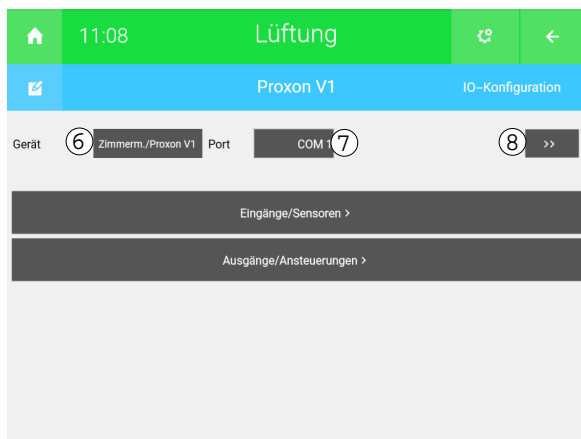 11:08 Lüftung
Proxon V1 IO-Konfiguration
Gerät 6 Zimmerm./Proxon V1 Port COM 1 7 8 >>
Eingänge/Sensoren >
Ausgänge/Ansteuerungen >